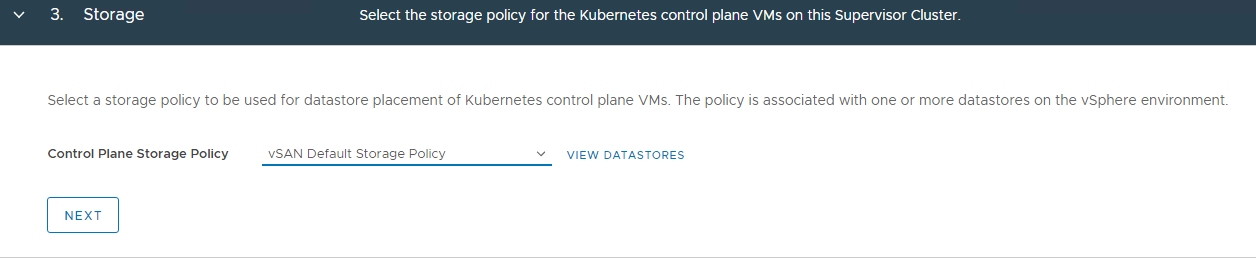 3. Storage Select the storage policy for the Kubernetes control plane VMs on this Supervisor Cluster.
Select a storage policy to be used for datastore placement of Kubernetes control plane VMs. The policy is associated with one or more datastores on the vSphere environment.
Control Plane Storage Policy vSAN Default Storage Policy VIEW DATASTORES
NEXT